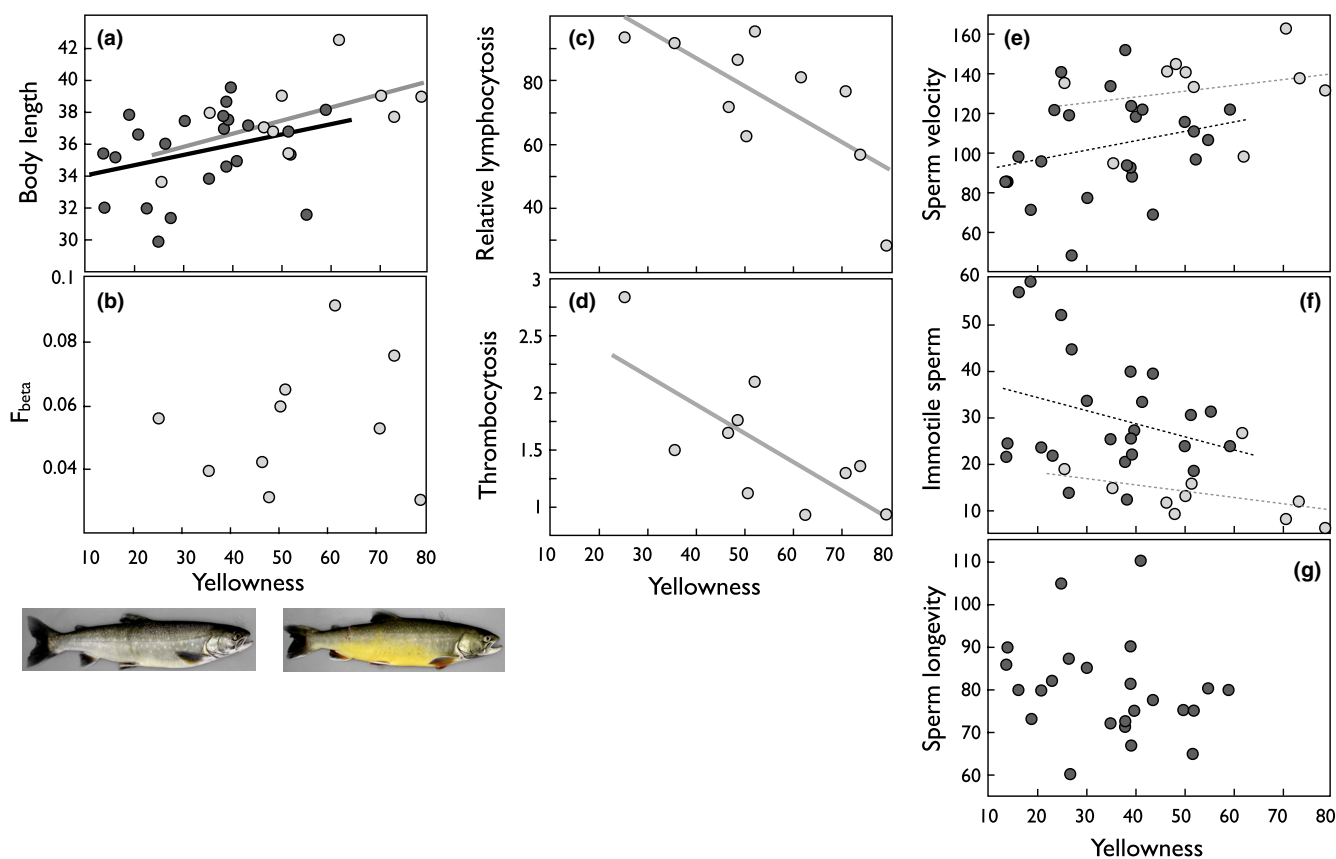 (a)
Body length
42
40
38
36
34
32
30
(b)
F beta
0.1
0.08
0.06
0.04
10 20 30 40 50 60 70 80
Yellowness
(c)
Relative lymphocytosis
80
60
40
(d)
Thrombocytosis
3
2.5
2
1.5
1
10 20 30 40 50 60 70 80
Yellowness
(e)
Sperm velocity
160
140
120
100
80
60
(f)
Immotile sperm
60
50
40
30
20
10
(g)
Sperm longevity
110
100
90
80
70
60
10 20 30 40 50 60 70 80
Yellowness